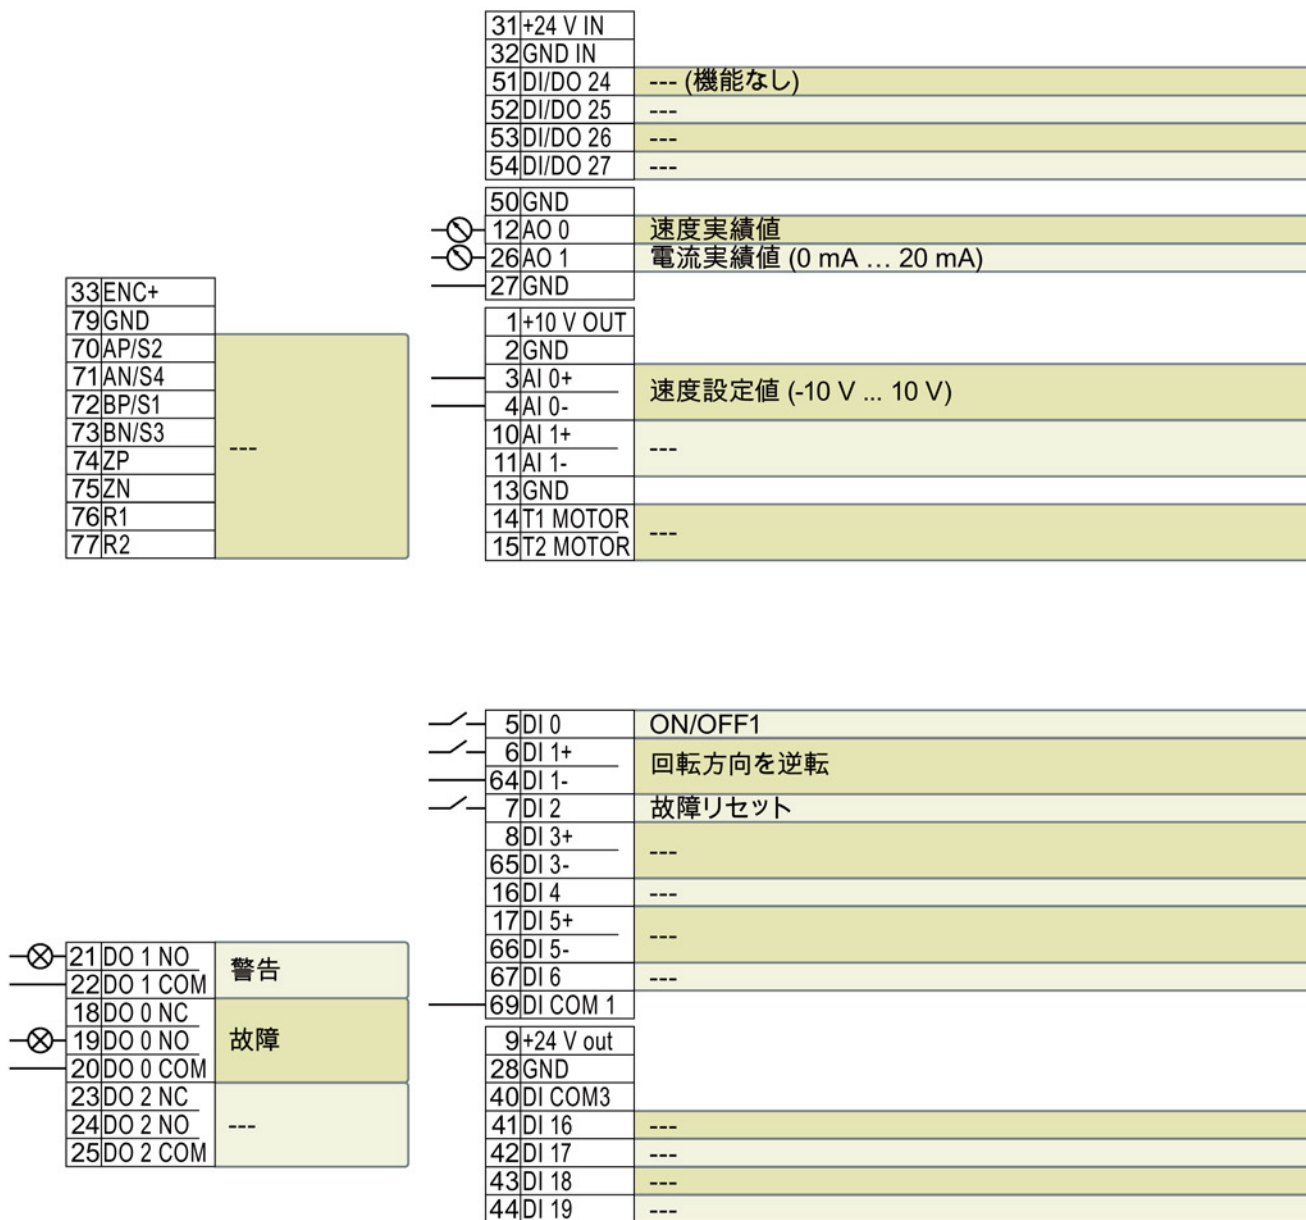 31 +24 V IN
32 GND IN
51 DI/DO 24 --- (機能なし)
52 DI/DO 25 ---
53 DI/DO 26 ---
54 DI/DO 27 ---
50 GND
12 AO 0 速度実績値
26 AO 1 電流実績値 (0 mA … 20 mA)
27 GND
33 ENC+
79 GND
70 AP/S2
71 AN/S4
72 BP/S1
73 BN/S3
---
74 ZP
75 ZN
76 R1
77 R2
1 +10 V OUT
2 GND
3 AI 0+
速度設定値 (-10 V ... 10 V)
4 AI 0-
10 AI 1+
---
11 AI 1-
13 GND
14 T1 MOTOR
---
15 T2 MOTOR
5 DI 0 ON/OFF1
6 DI 1+
回転方向を逆転
64 DI 1-
7 DI 2 故障リセット
8 DI 3+
---
65 DI 3-
16 DI 4 ---
17 DI 5+
---
66 DI 5-
67 DI 6 ---
69 DI COM 1
21 DO 1 NO
警告
22 DO 1 COM
18 DO 0 NC
19 DO 0 NO 故障
20 DO 0 COM
23 DO 2 NC
24 DO 2 NO ---
25 DO 2 COM
9 +24 V out
28 GND
40 DI COM3
41 DI 16 ---
42 DI 17 ---
43 DI 18 ---
44 DI 19 ---